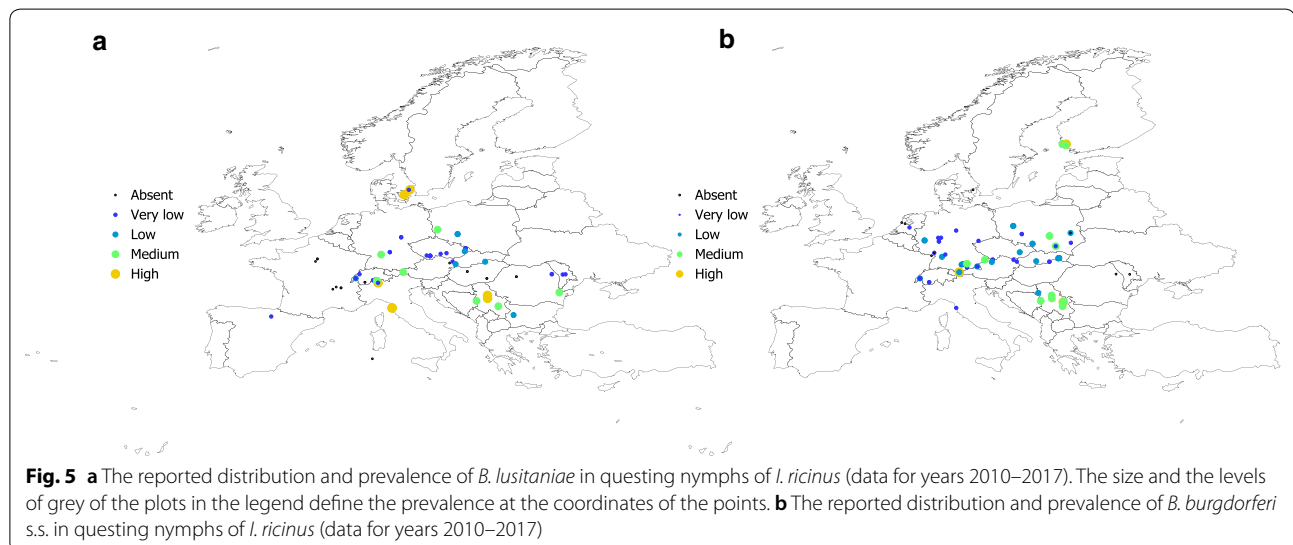 a
b
Absent
Very low
Low
Medium
High
Absent
Very low
Low
Medium
High
Fig. 5 a The reported distribution and prevalence of B. lusitaniae in questing nymphs of I. ricinus (data for years 2010–2017). The size and the levels
of grey of the plots in the legend define the prevalence at the coordinates of the points. b The reported distribution and prevalence of B. burgdorferi
s.s. in questing nymphs of I. ricinus (data for years 2010–2017)